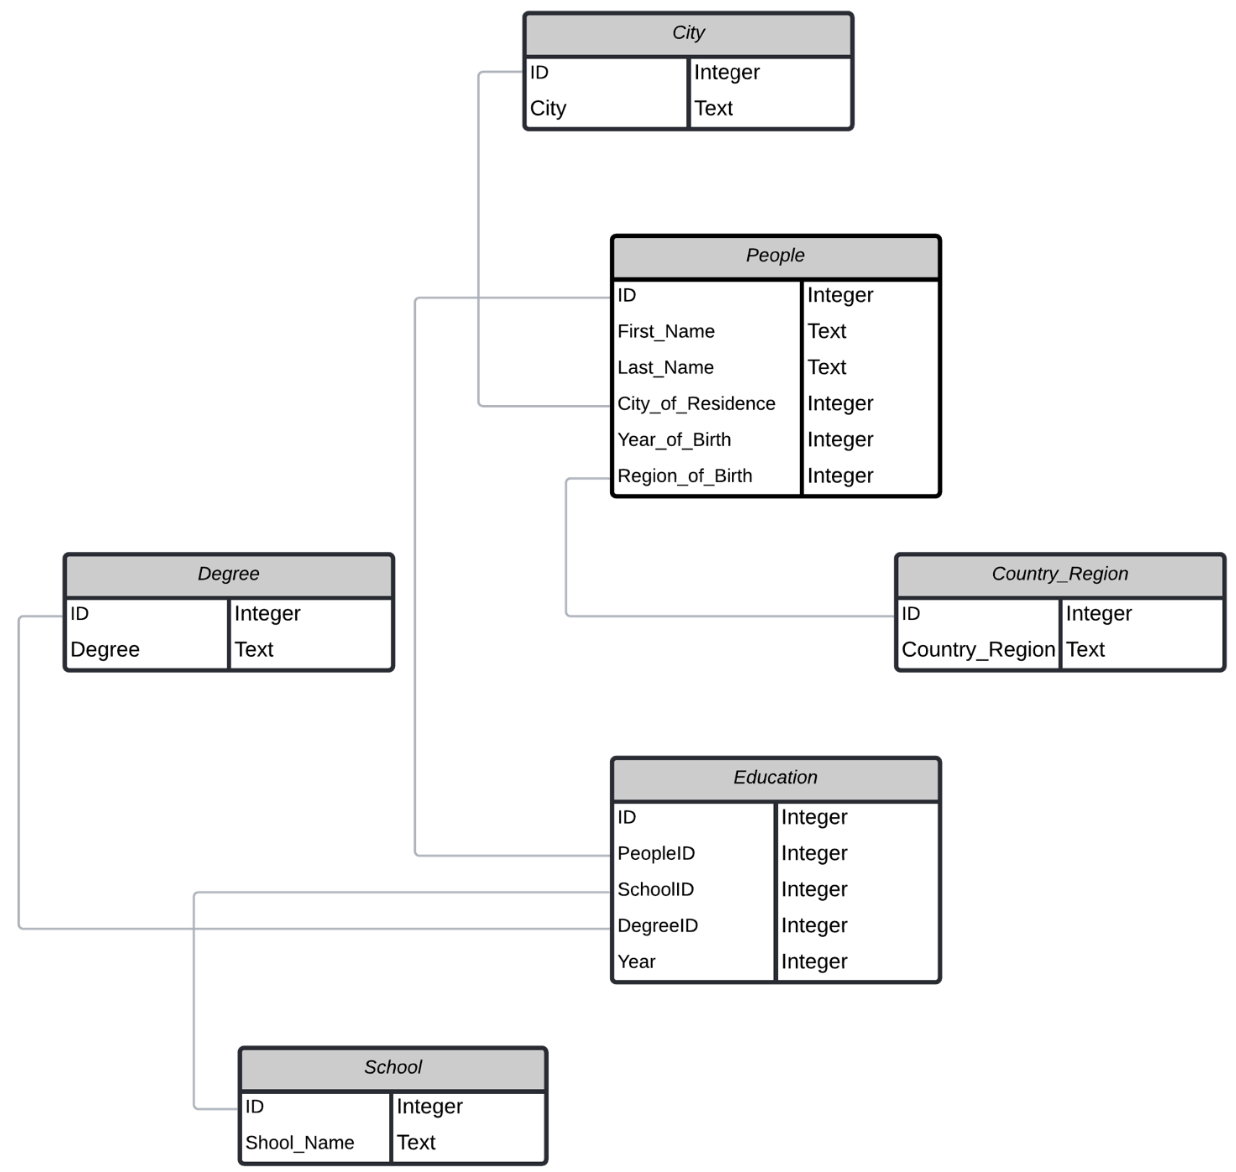 City
ID Integer
City Text
People
ID Integer
First_Name Text
Last_Name Text
City_of_Residence Integer
Year_of_Birth Integer
Region_of_Birth Integer
Degree
ID Integer
Degree Text
Country_Region
ID Integer
Country_Region Text
Education
ID Integer
PeopleID Integer
SchoolID Integer
DegreeID Integer
Year Integer
School
ID Integer
Shool_Name Text